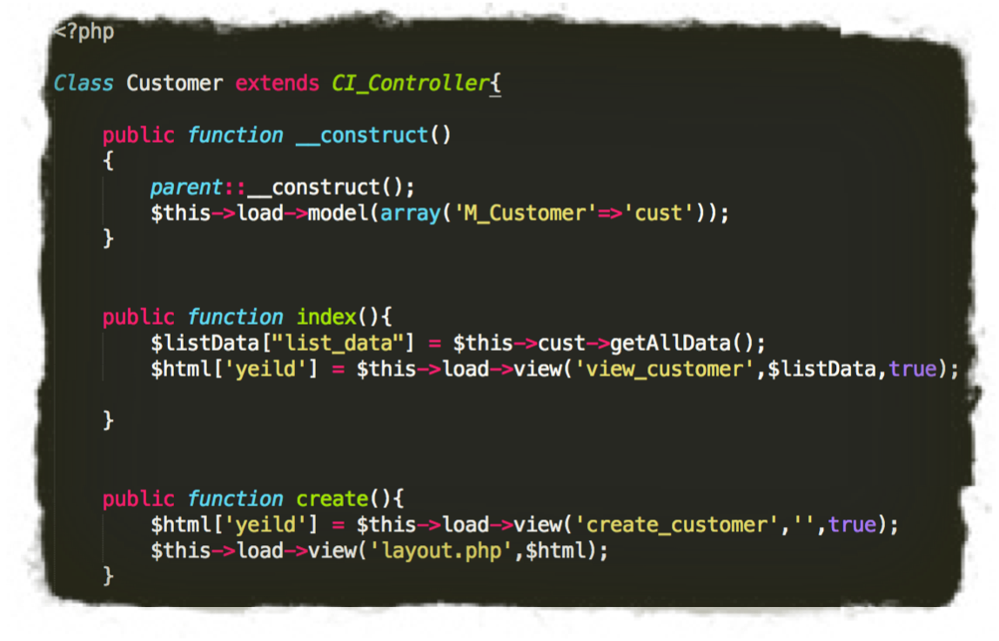 <?php
Class Customer extends CI_Controller{
public function __construct()
{
parent::__construct();
$this->load->model(array('M_Customer'=>'cust'));
}
public function index(){
$listData["list_data"] = $this->cust->getAllData();
$html['yeild'] = $this->load->view('view_customer',$listData,true);
}
public function create(){
$html['yeild'] = $this->load->view('create_customer','',true);
$this->load->view('layout.php',$html);
}